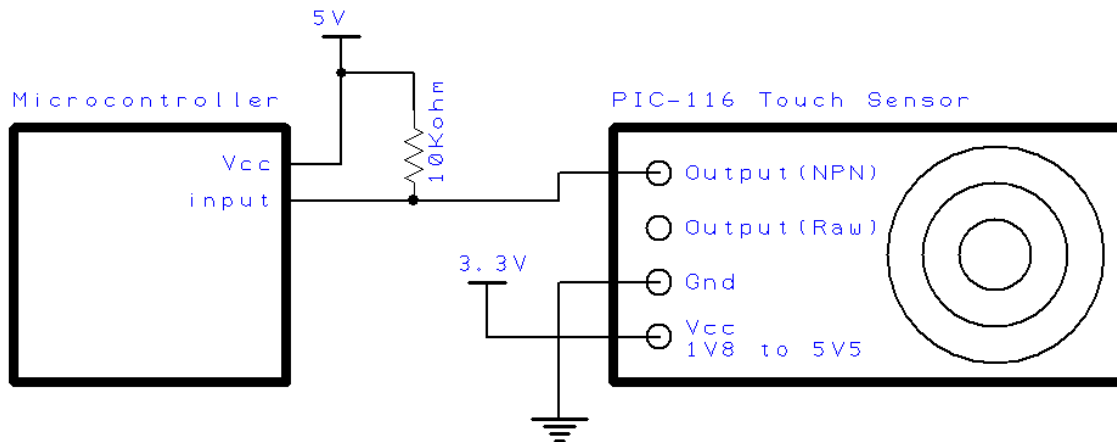 5V
Microcontroller
PIC-116 Touch Sensor
10Kohm
Vcc
input
Output(NPN)
Output(Raw)
3.3V
Gnd
Vcc
1V8 to 5V5